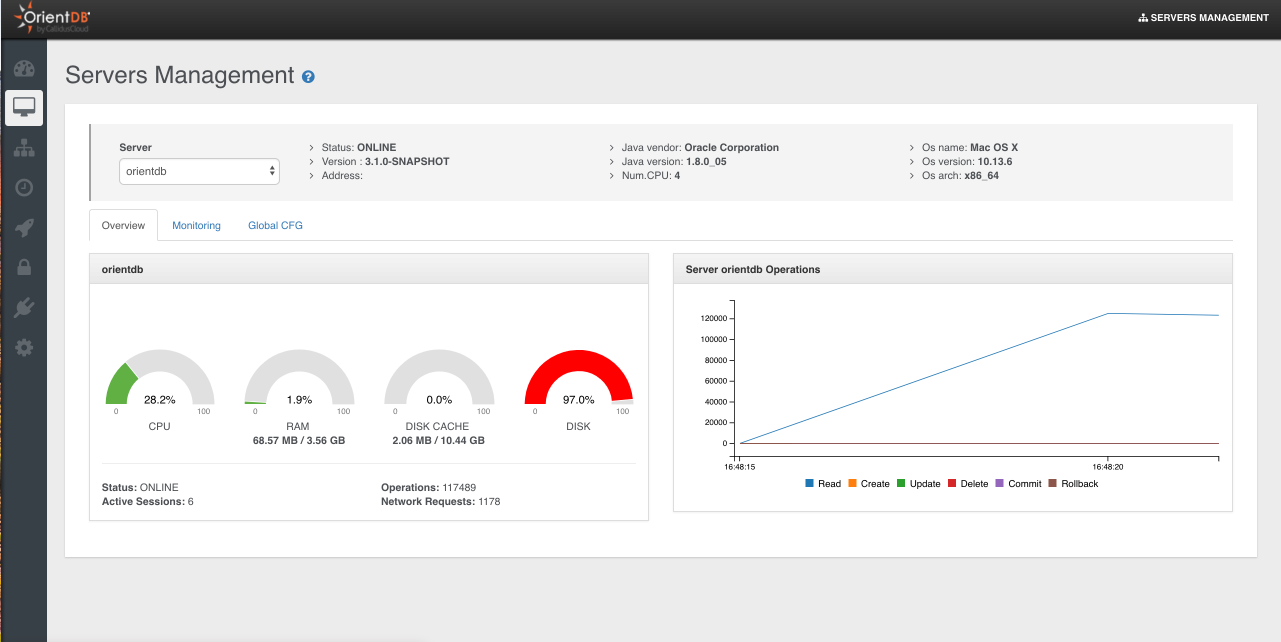 OrientDB
by CallidusCloud
SERVERS MANAGEMENT
Servers Management ?
Server
orientdb
Status: ONLINE
Version : 3.1.0-SNAPSHOT
Address:
Java vendor: Oracle Corporation
Java version: 1.8.0_05
Num.CPU: 4
Os name: Mac OS X
Os version: 10.13.6
Os arch: x86_64
Overview Monitoring Global CFG
orientdb
28.2%
0 100
CPU
1.9%
0 100
RAM
68.57 MB / 3.56 GB
0.0%
0 100
DISK CACHE
2.06 MB / 10.44 GB
97.0%
0 100
DISK
Status: ONLINE
Active Sessions: 6
Operations: 117489
Network Requests: 1178
Server orientdb Operations
120000
100000
80000
60000
40000
20000
0
16:48:15 16:48:20
Read Create Update Delete Commit Rollback